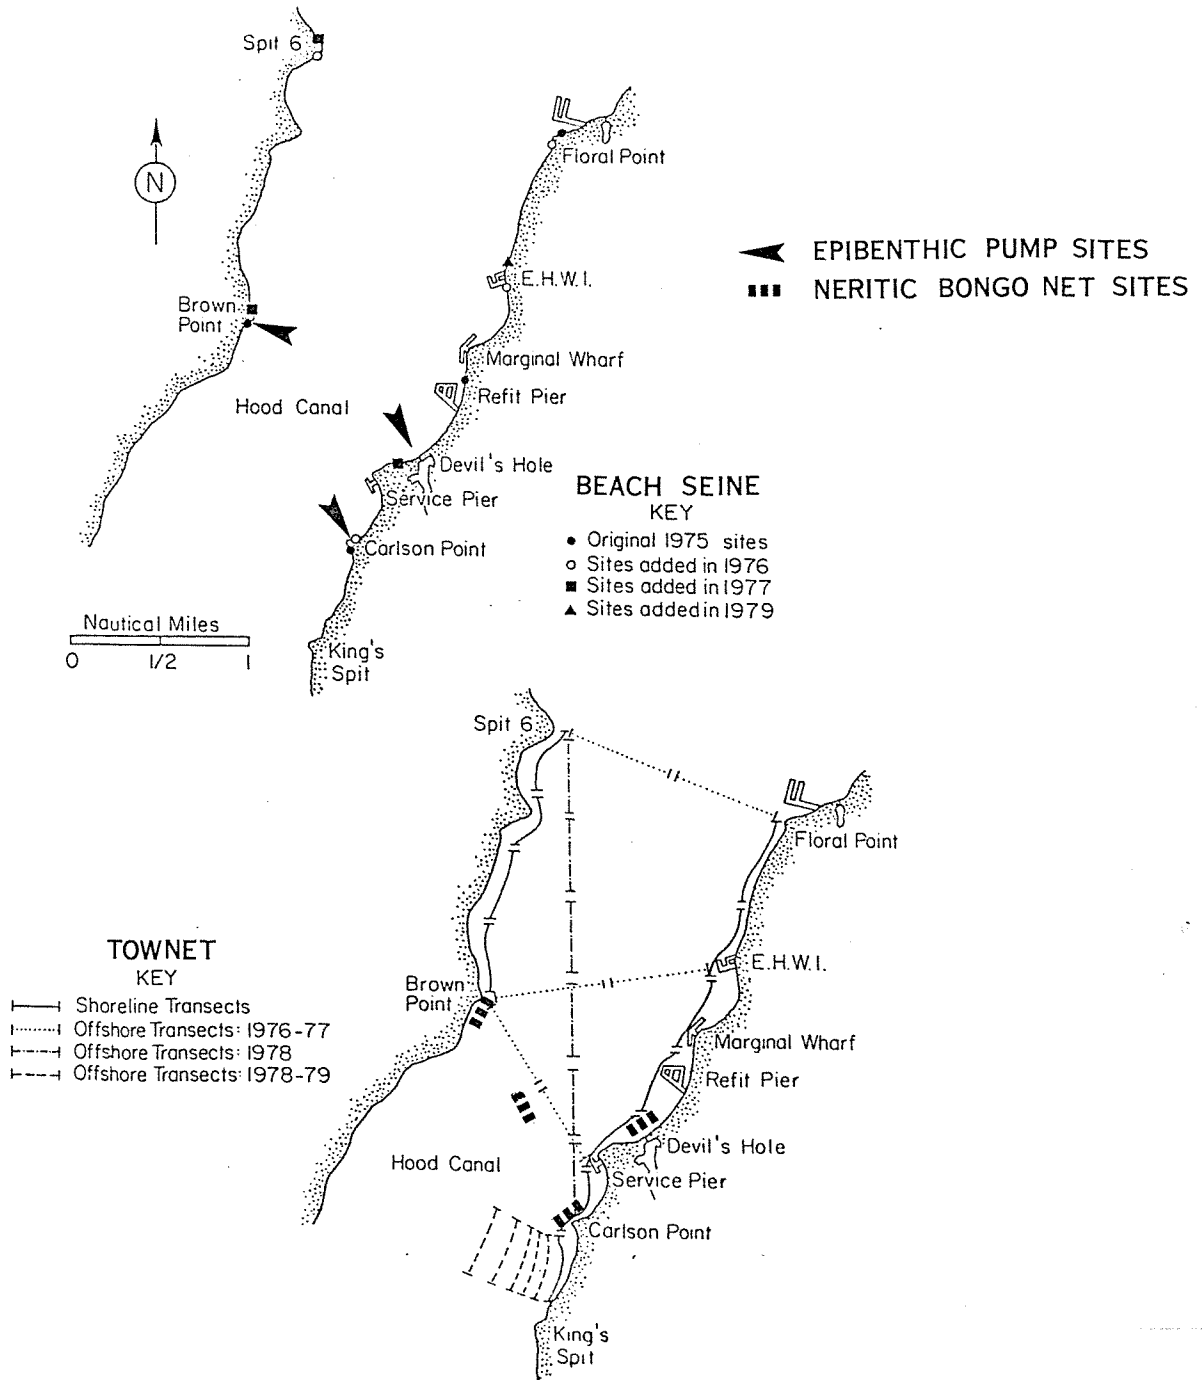 Spit 6
N
Floral Point
EPIBENTHIC PUMP SITES
E.H.W.I.
NERITIC BONGO NET SITES
Brown
Point
Marginal Wharf
Refit Pier
Hood Canal
Devil's Hole
Service Pier
BEACH SEINE
KEY
Original 1975 sites
Carlson Point
Sites added in 1976
Sites added in 1977
Sites added in 1979
Nautical Miles
0 1/2 1
King's
Spit
Spit 6
Floral Point
TOWNET
KEY
Shoreline Transects
Offshore Transects: 1976-77
Offshore Transects: 1978
Offshore Transects: 1978-79
E.H.W.I.
Brown
Point
Marginal Wharf
Refit Pier
Devil's Hole
Hood Canal
Service Pier
Carlson Point
King's
Spit